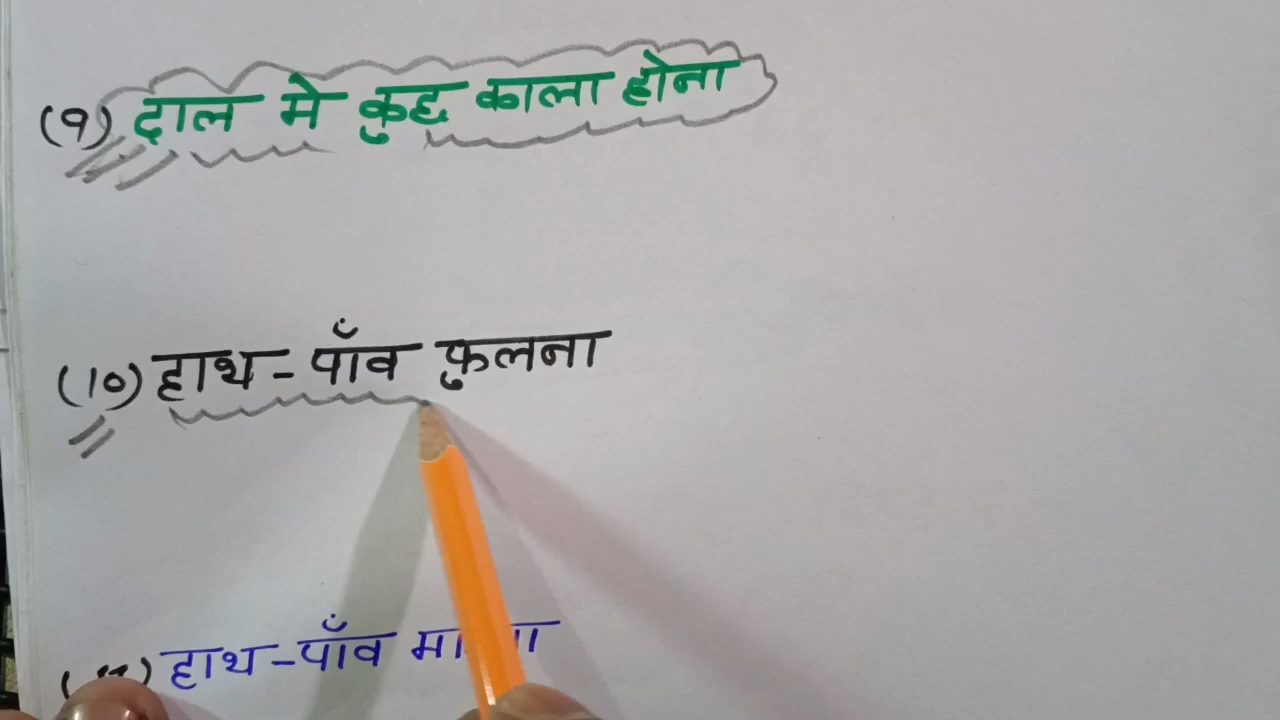 (9) दाल मे कुछ काला होना
(10) हाथ-पाँव फुलना
हाथ-पाँव